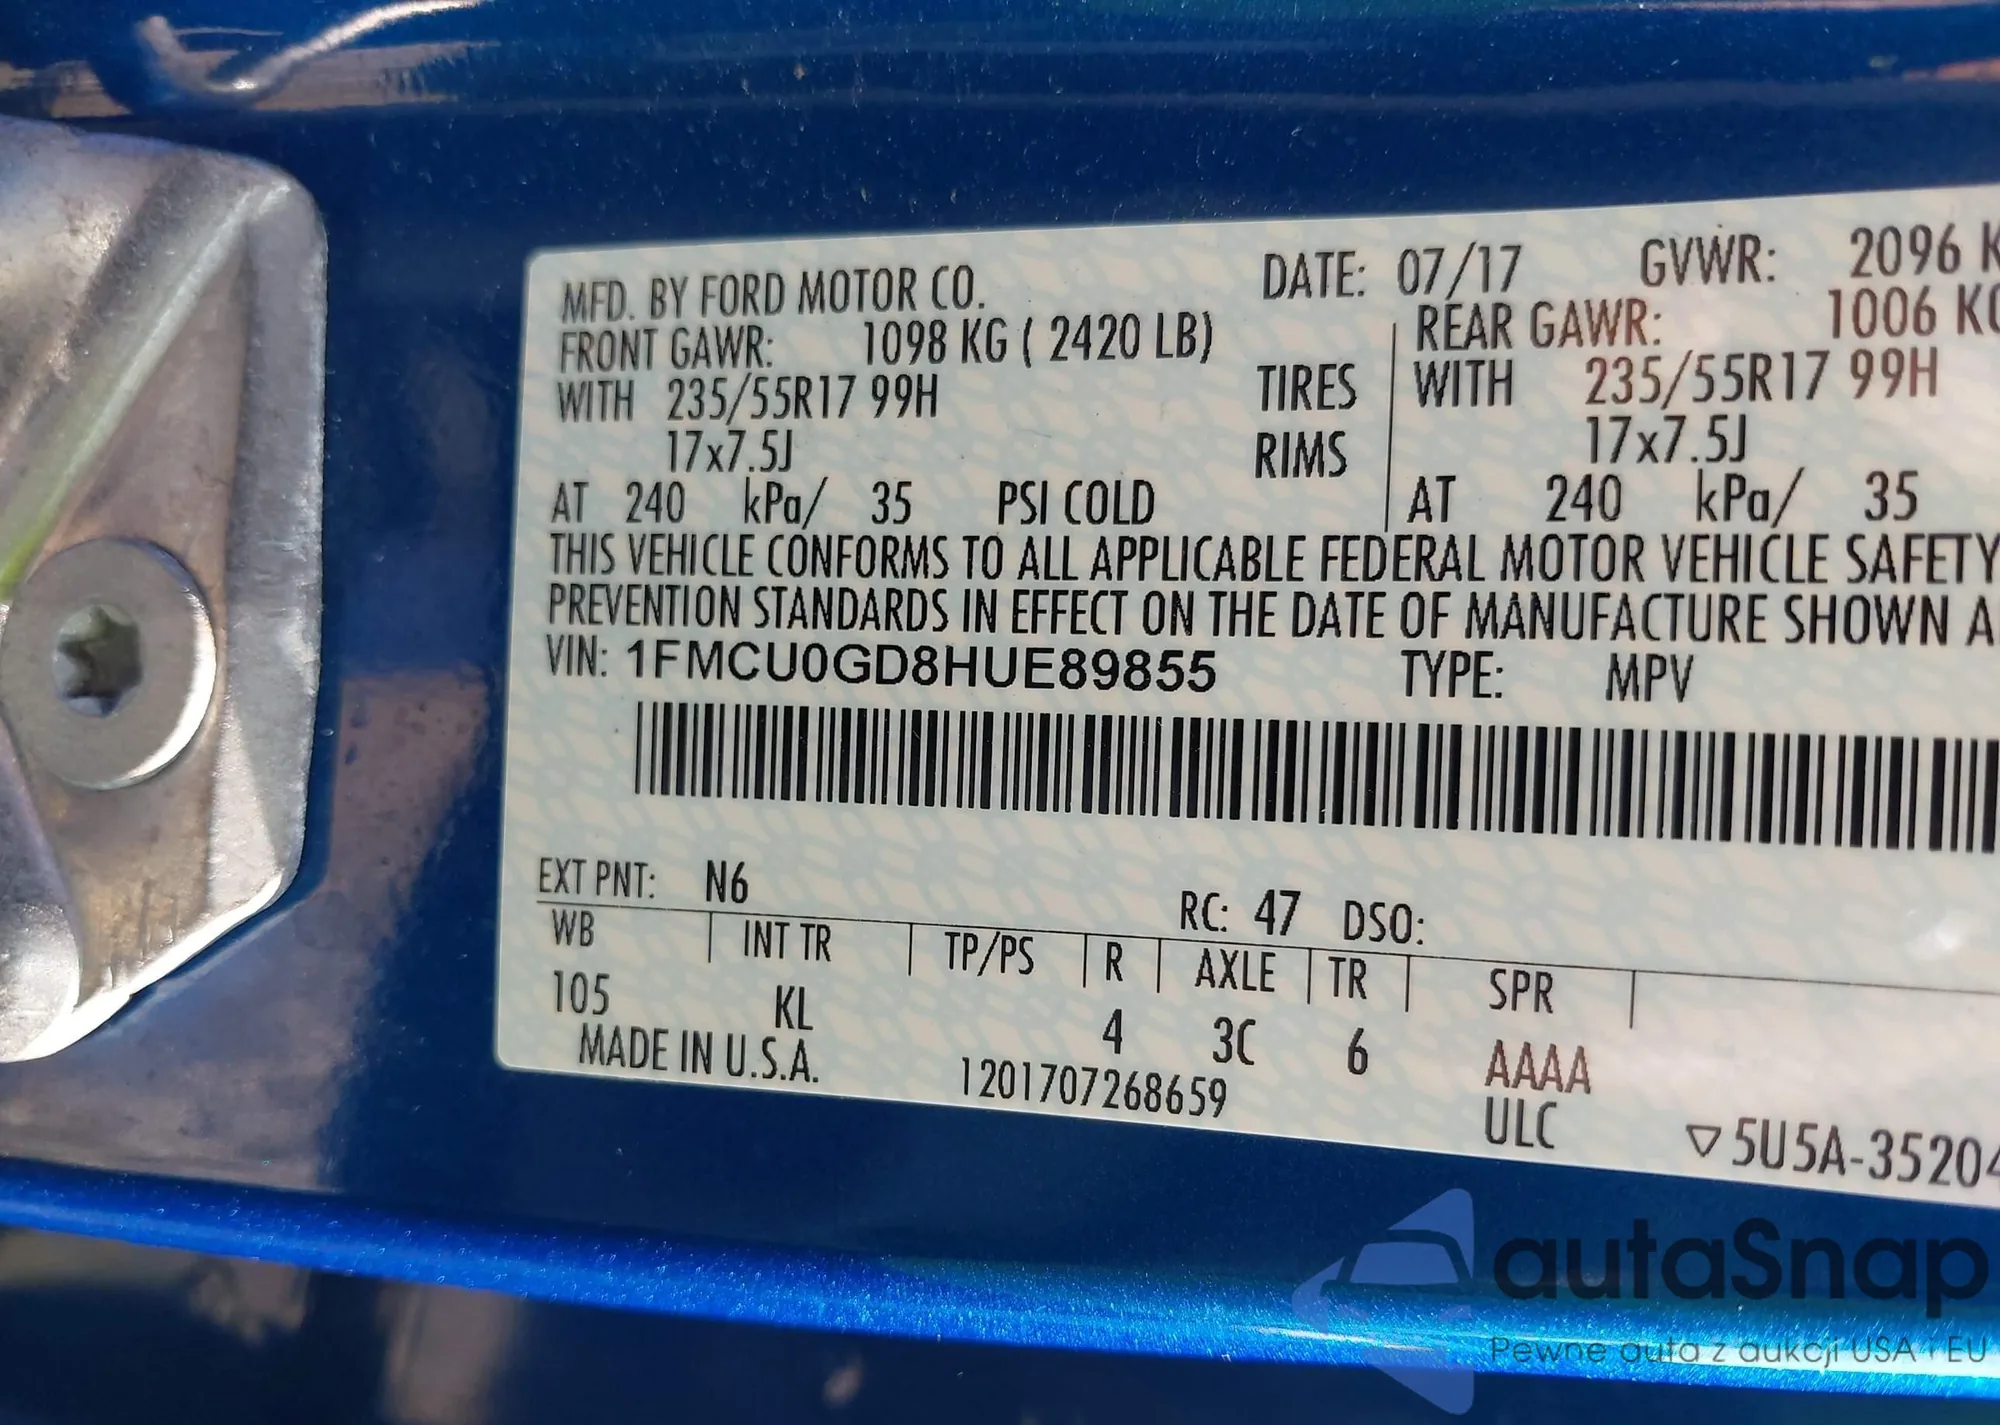 MFD. BY FORD MOTOR CO. DATE: 07/17 GVWR: 2096 K
FRONT GAWR: 1098 KG ( 2420 LB) REAR GAWR: 1006 KG
WITH 235/55R17 99H TIRES WITH 235/55R17 99H
17x7.5J RIMS 17x7.5J
AT 240 kPa/ 35 PSI COLD AT 240 kPa/ 35
THIS VEHICLE CONFORMS TO ALL APPLICABLE FEDERAL MOTOR VEHICLE SAFETY
PREVENTION STANDARDS IN EFFECT ON THE DATE OF MANUFACTURE SHOWN A
VIN: 1FMCU0GD8HUE89855 TYPE: MPV
EXT PNT: N6 RC: 47 DSO:
WB INT TR TP/PS R AXLE TR SPR
105 KL 4 3C 6 AAAA
MADE IN U.S.A. 1201707268659 ULC ▽5U5A-35204
autaSnap
Pewne auta z aukcji USA i EU